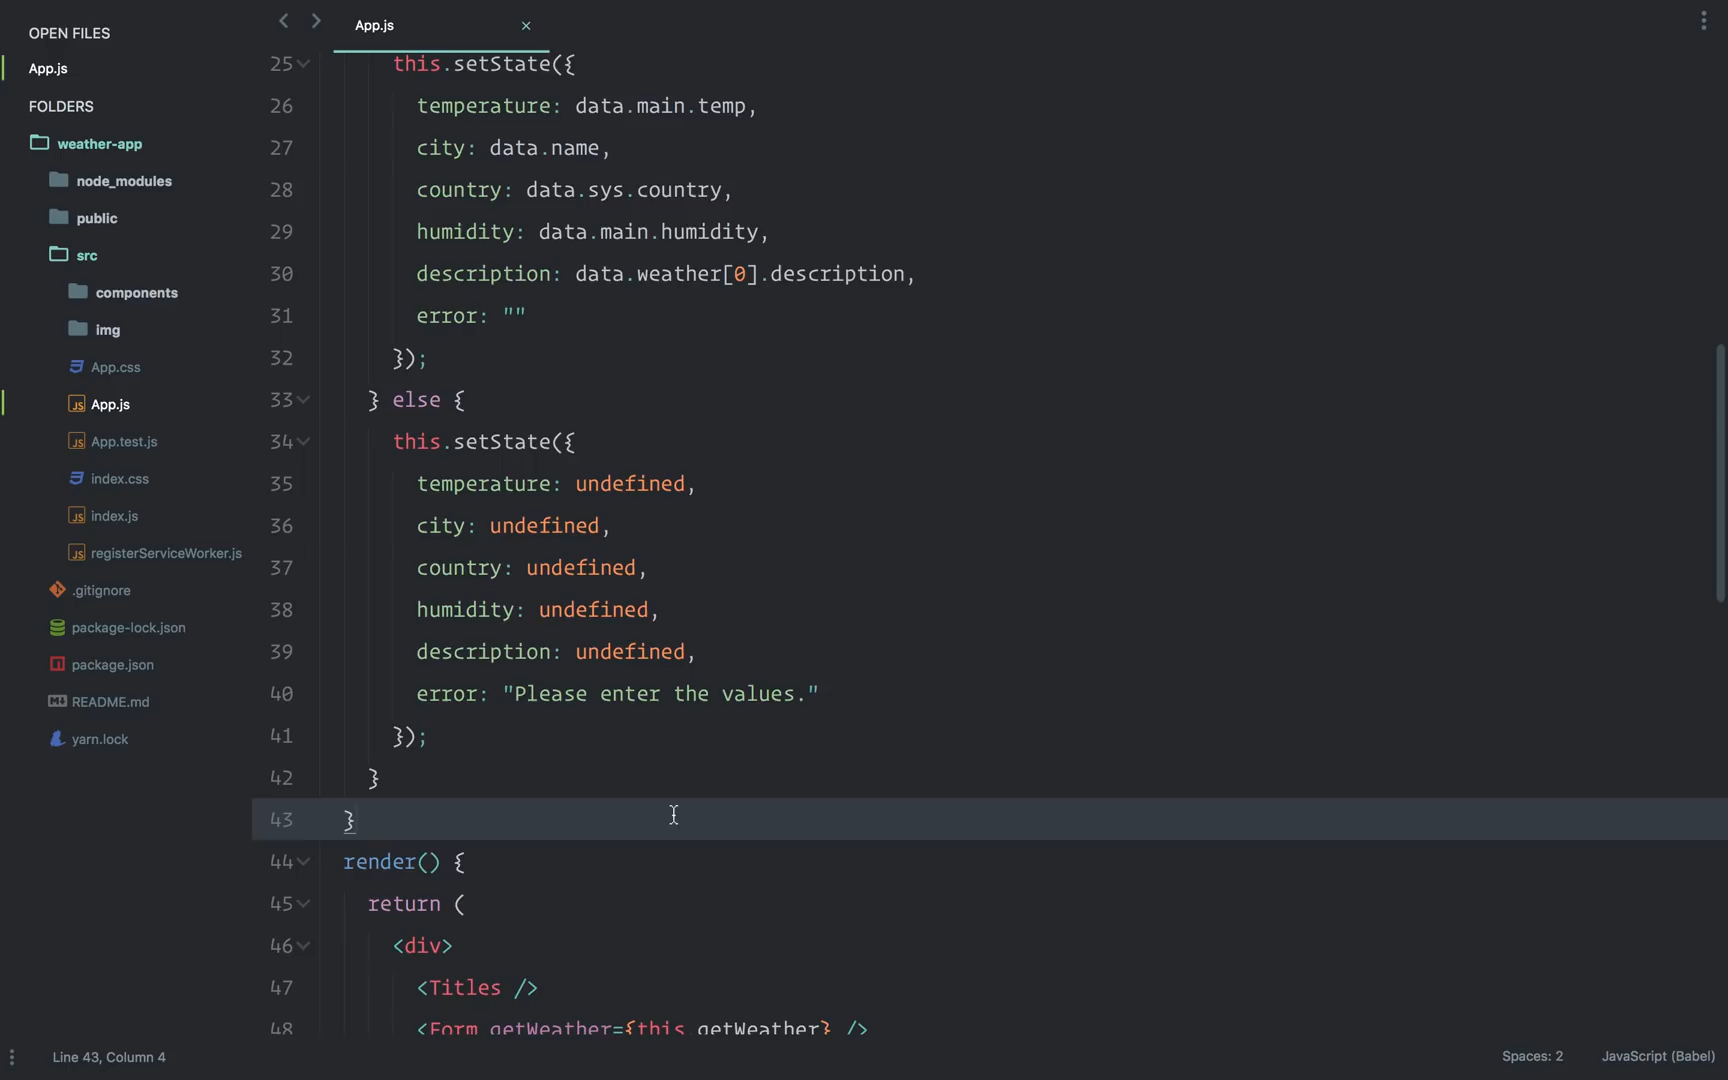 OPEN FILES
App.js
FOLDERS
weather-app
node_modules
public
src
components
img
App.css
App.js
App.test.js
index.css
index.js
registerServiceWorker.js
.gitignore
package-lock.json
package.json
README.md
yarn.lock
App.js
25 this.setState({
26 temperature: data.main.temp,
27 city: data.name,
28 country: data.sys.country,
29 humidity: data.main.humidity,
30 description: data.weather[0].description,
31 error: ""
32 });
33 } else {
34 this.setState({
35 temperature: undefined,
36 city: undefined,
37 country: undefined,
38 humidity: undefined,
39 description: undefined,
40 error: "Please enter the values."
41 });
42 }
43 }
44 render() {
45 return (
46 <div>
47 <Titles />
48 <Form getWeather={this.getWeather} />
Line 43, Column 4
Spaces: 2
JavaScript (Babel)